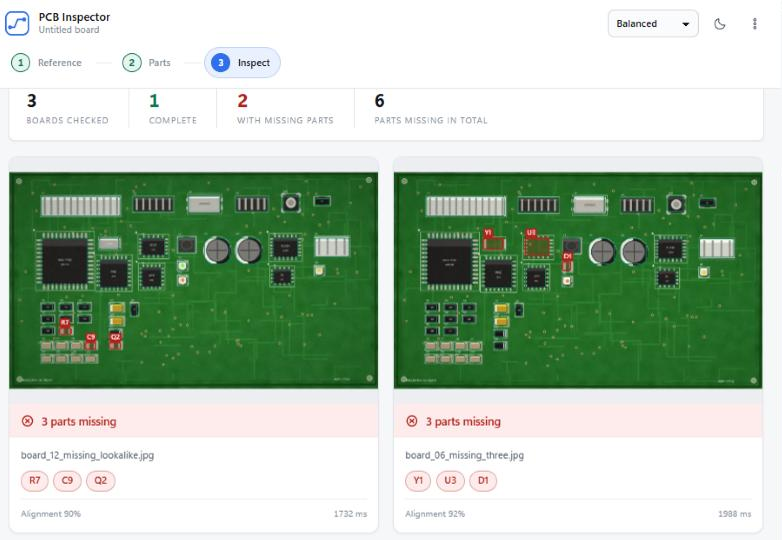 PCB Inspector
Untitled board
Balanced
1 Reference
2 Parts
3 Inspect
3 1 2 6
BOARDS CHECKED COMPLETE WITH MISSING PARTS PARTS MISSING IN TOTAL
R7
C9 Q2
Y1 U3
D1
3 parts missing
board_12_missing_lookalike.jpg
R7 C9 Q2
Alignment 90% 1732 ms
3 parts missing
board_06_missing_three.jpg
Y1 U3 D1
Alignment 92% 1988 ms